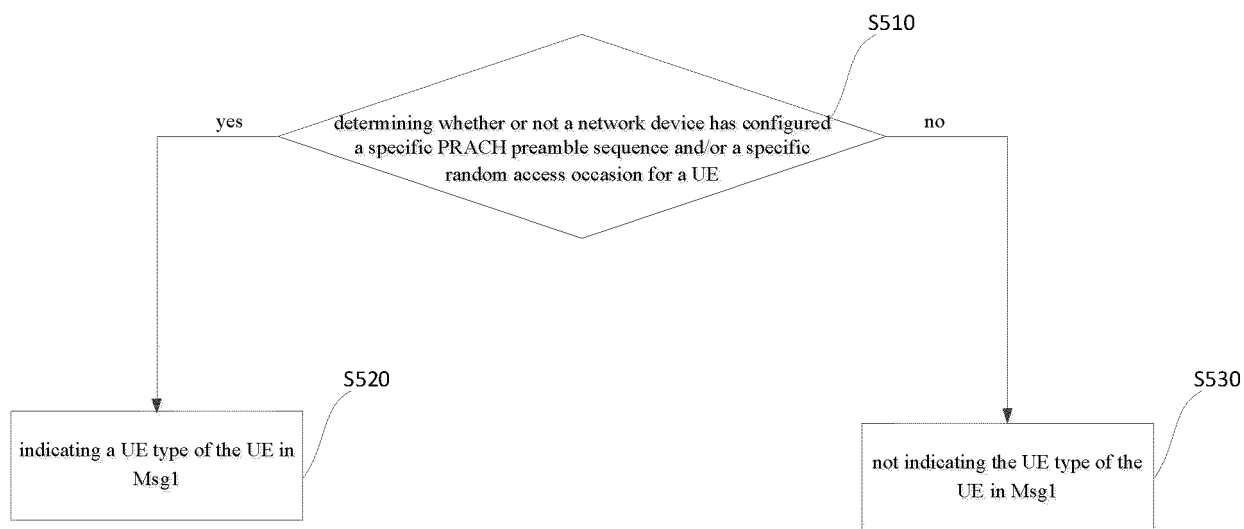 S510
yes
determining whether or not a network device has configured
a specific PRACH preamble sequence and/or a specific
random access occasion for a UE
no
S520
indicating a UE type of the UE in
Msg1
S530
not indicating the UE type of the
UE in Msg1